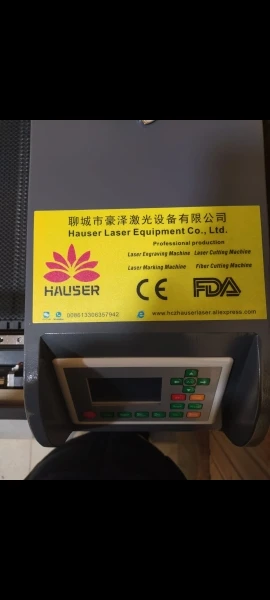 聊城市豪泽激光设备有限公司
Hauser Laser Equipment Co., Ltd.
Professional production
Laser Engraving Machine Laser Cutting Machine
Laser Marking Machine Fiber Cutting Machine
HAUSER
CE FDA
008613356357942
www.hczhauserlaser.aliexpress.com